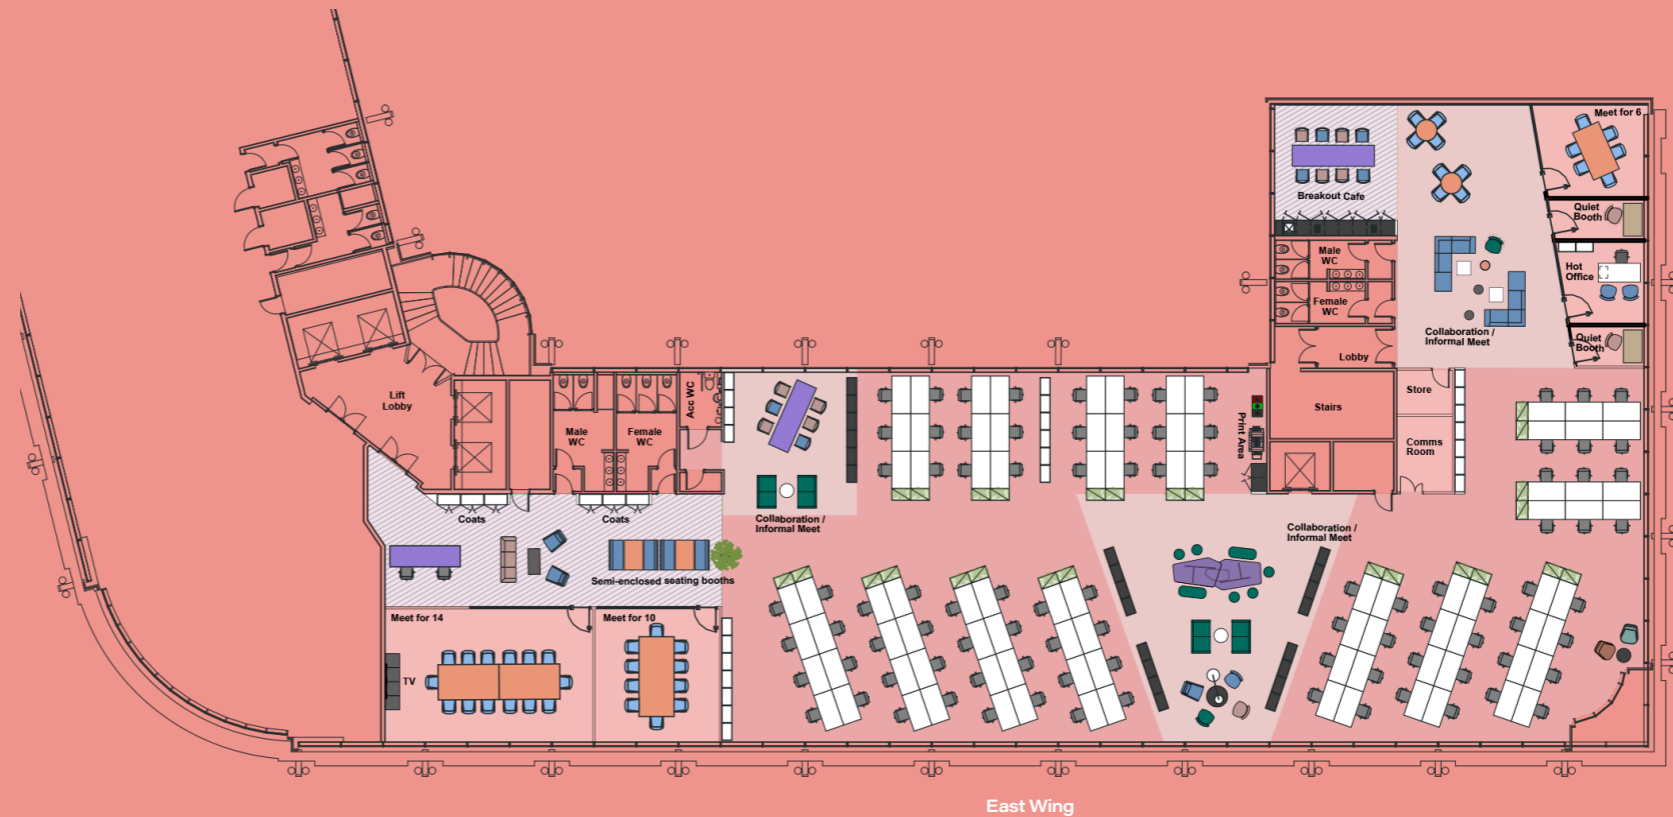 Meet for 6
Breakout Cafe
Quiet
Booth
Male
WC
Hot
Office
Female
WC
Collaboration /
Informal Meet
Quiet
Booth
Lobby
Lift
Lobby
Acc WC
Male
WC
Female
WC
Print Area
Stairs
Store
Comms
Room
Coats
Coats
Collaboration /
Informal Meet
Collaboration /
Informal Meet
Semi-enclosed seating booths
Meet for 14
Meet for 10
TV
East Wing